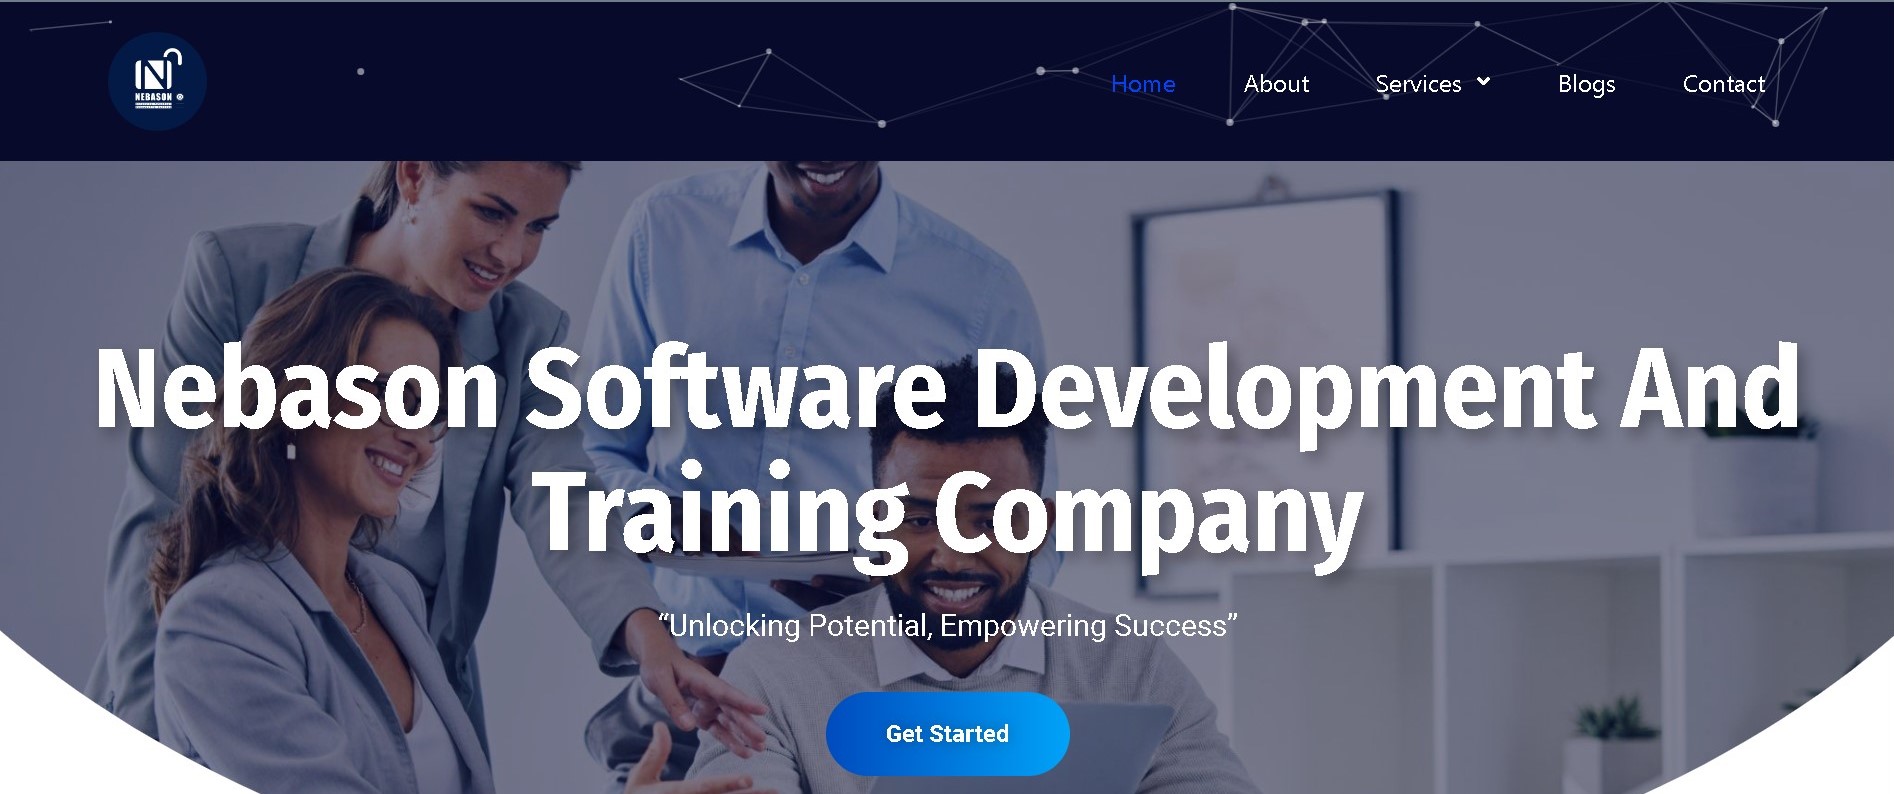 NEBASON
Home
About
Services
Blogs
Contact
Nebason Software Development And
Training Company
“Unlocking Potential, Empowering Success”
Get Started